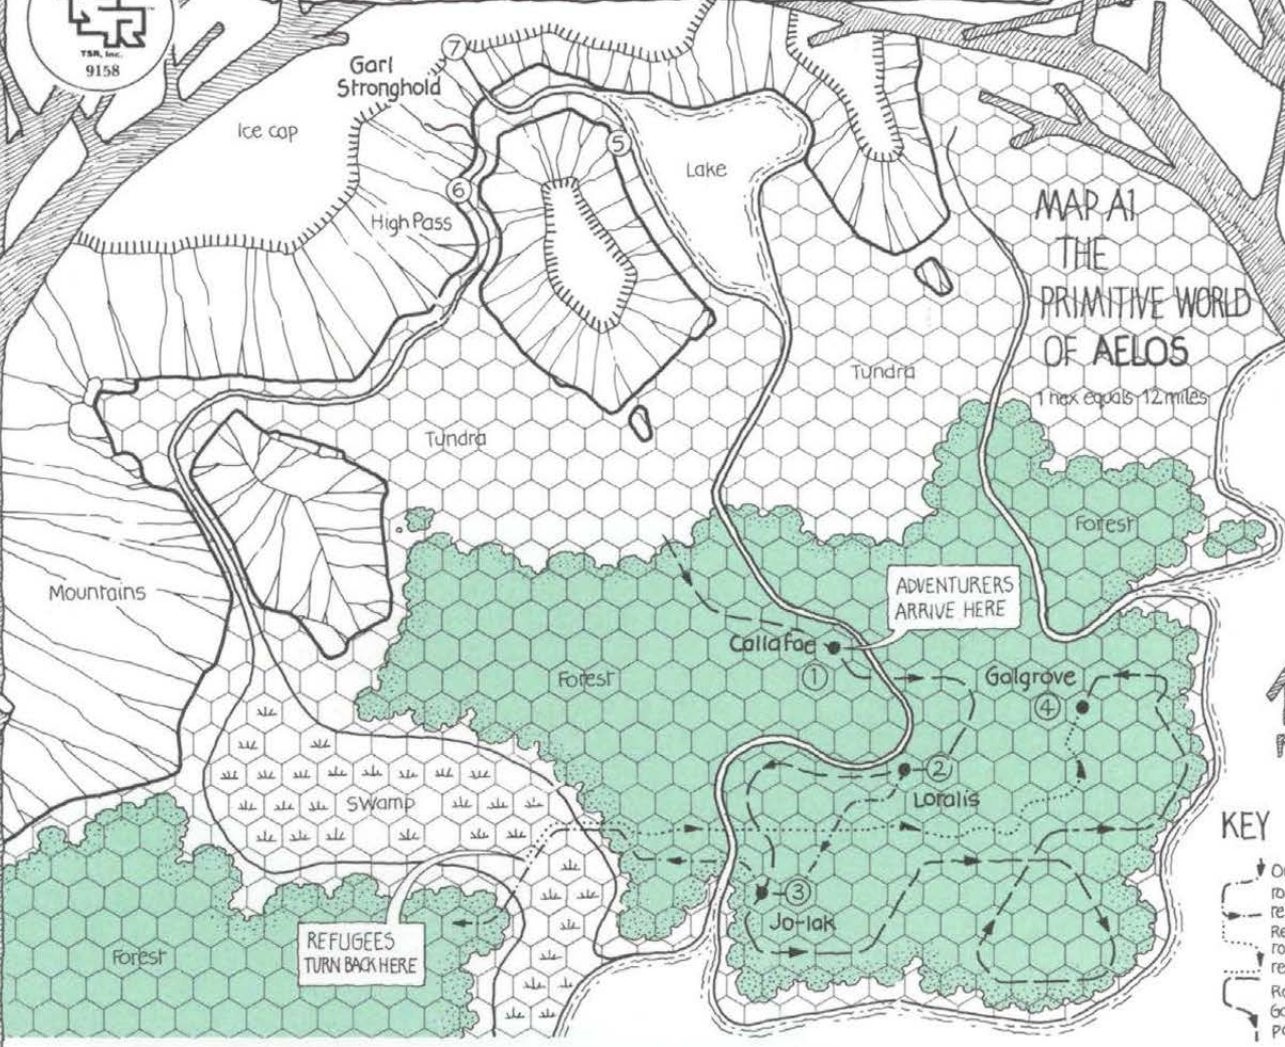 TSR, Inc.
9158
Garl
Stronghold
7
Ice cap
5
Lake
6
High Pass
MAP A1
THE
PRIMITIVE WORLD
OF AELOS
1 hex equals 12 miles
Tundra
Tundra
Forest
Mountains
ADVENTURERS
ARRIVE HERE
Callafae
1
Forest
Galgrove
4
2
Loralis
Swamp
KEY
3
Jo-lak
REFUGEES
TURN BACK HERE
Forest